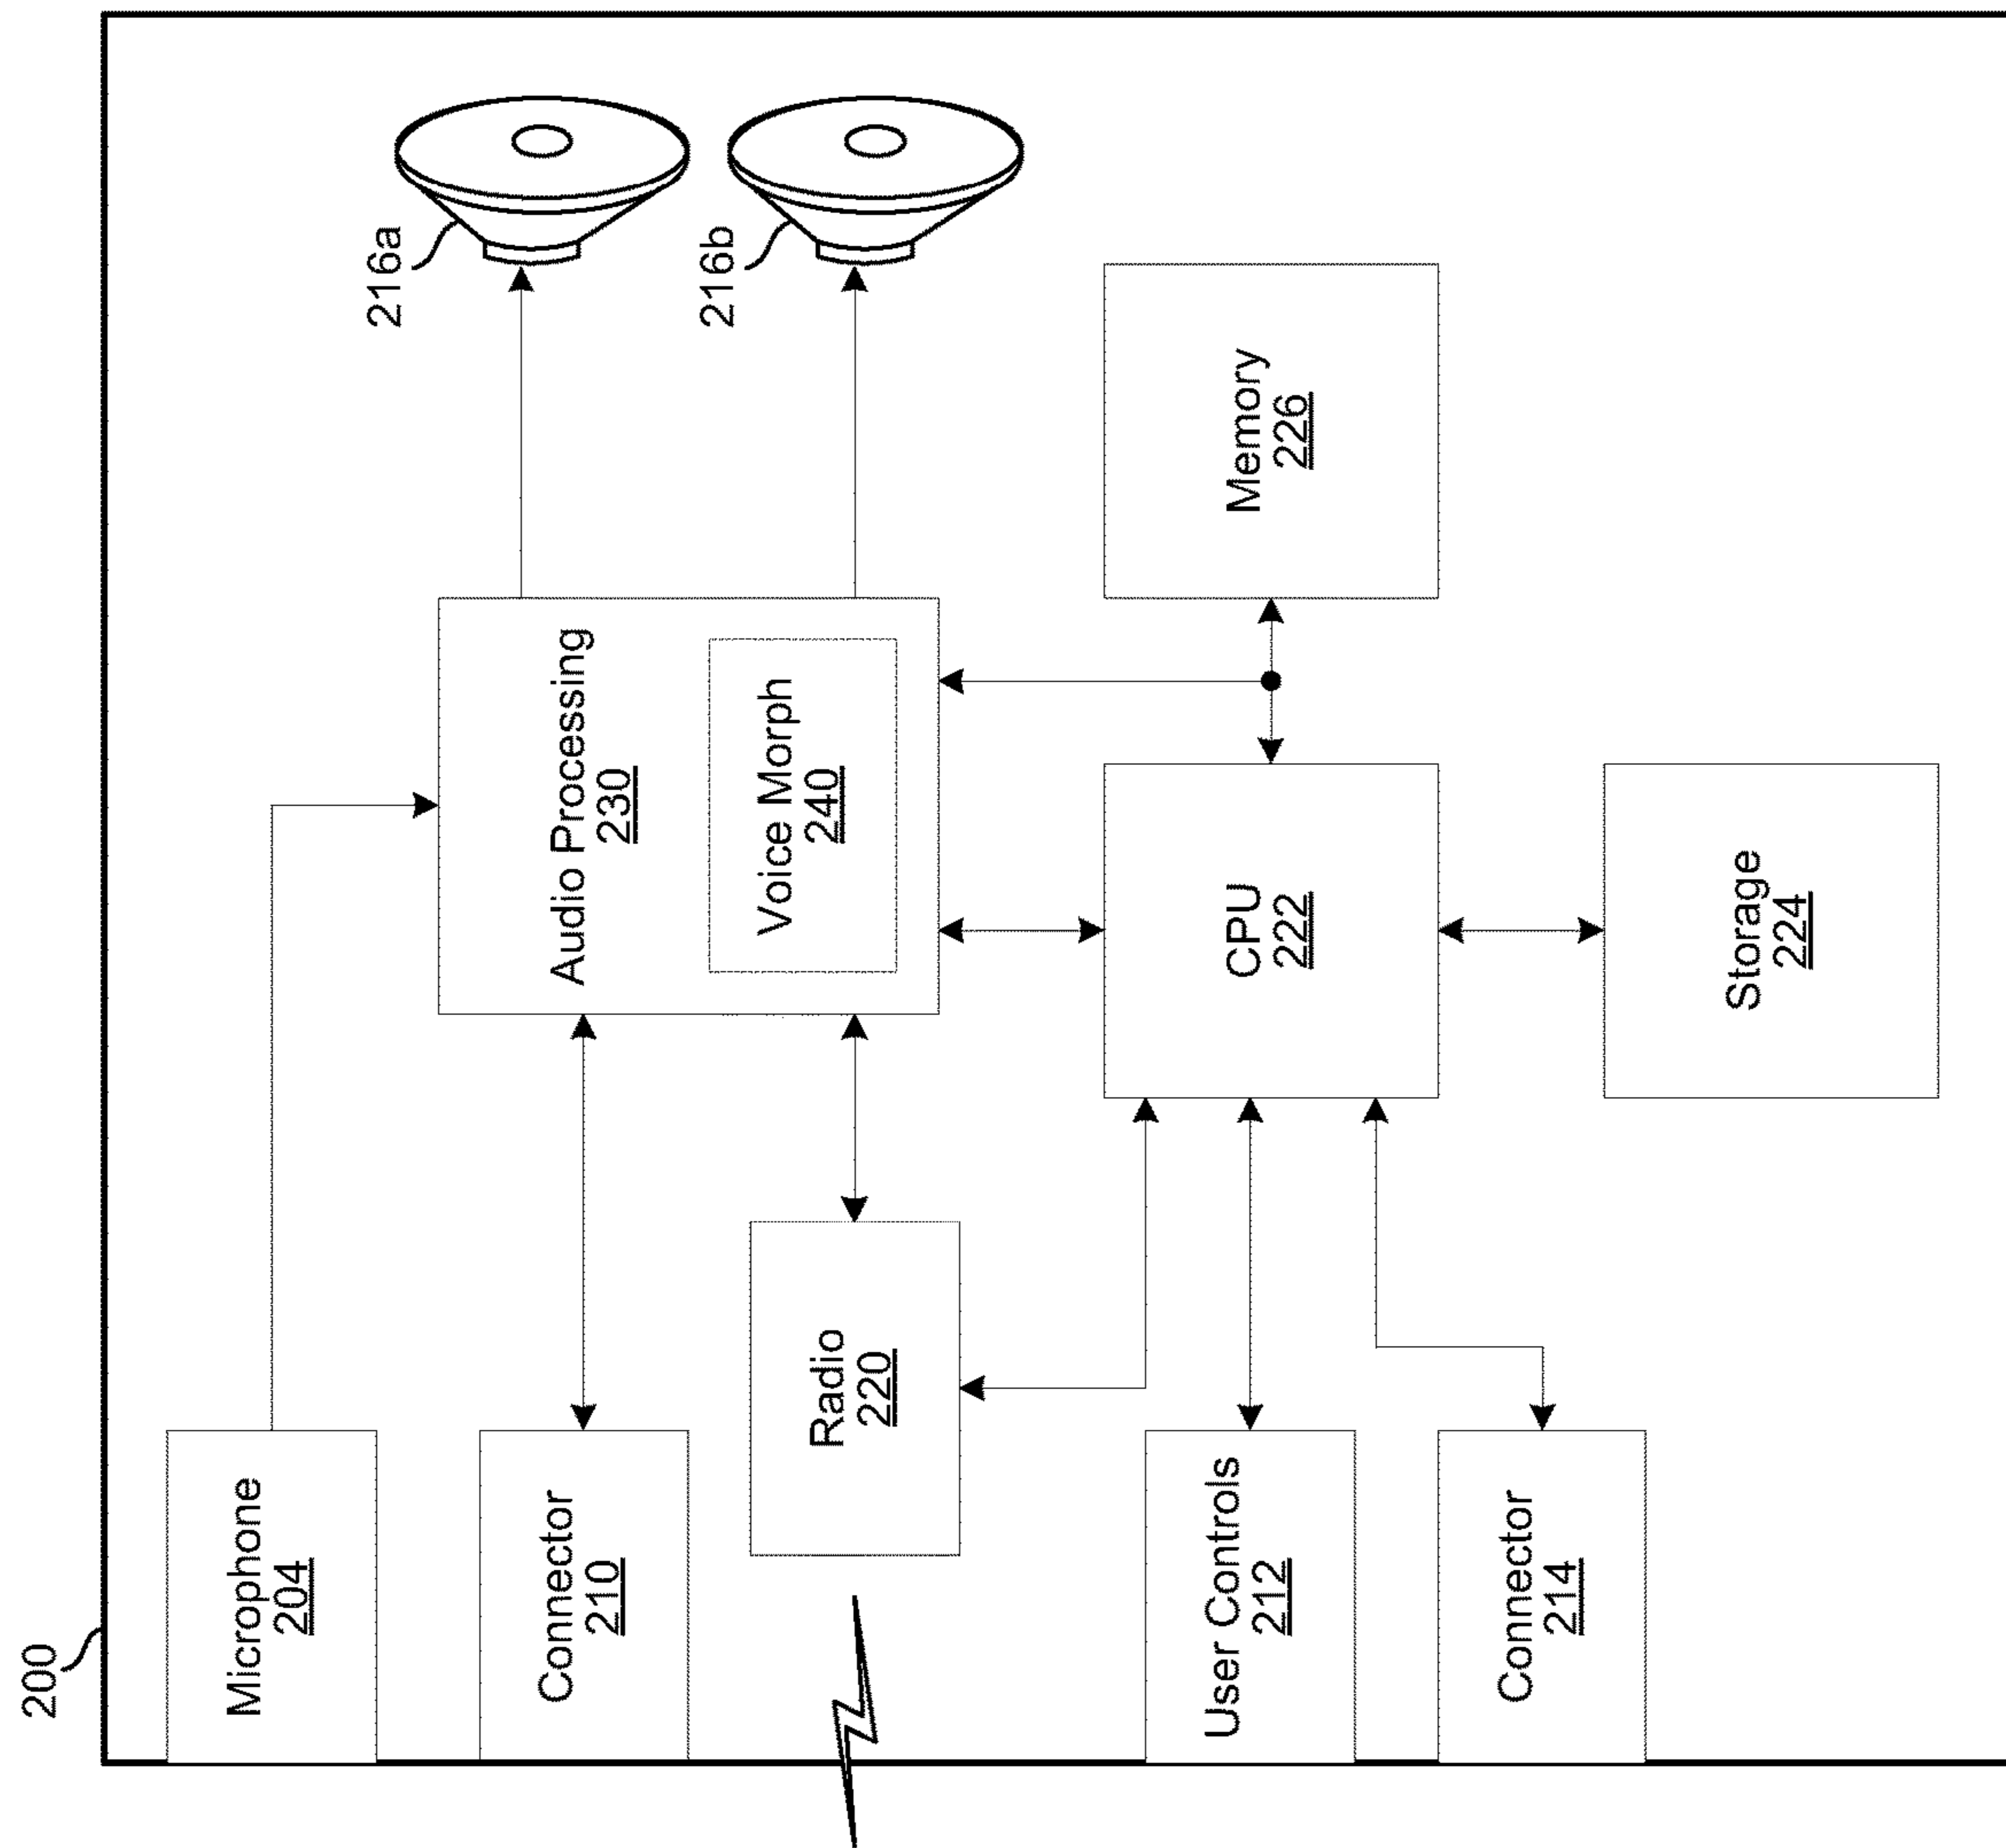 200
Microphone
204
Connector
210
Radio
220
User Controls
212
Connector
214
Audio Processing
230
Voice Morph
240
CPU
222
Storage
224
216a
216b
Memory
226